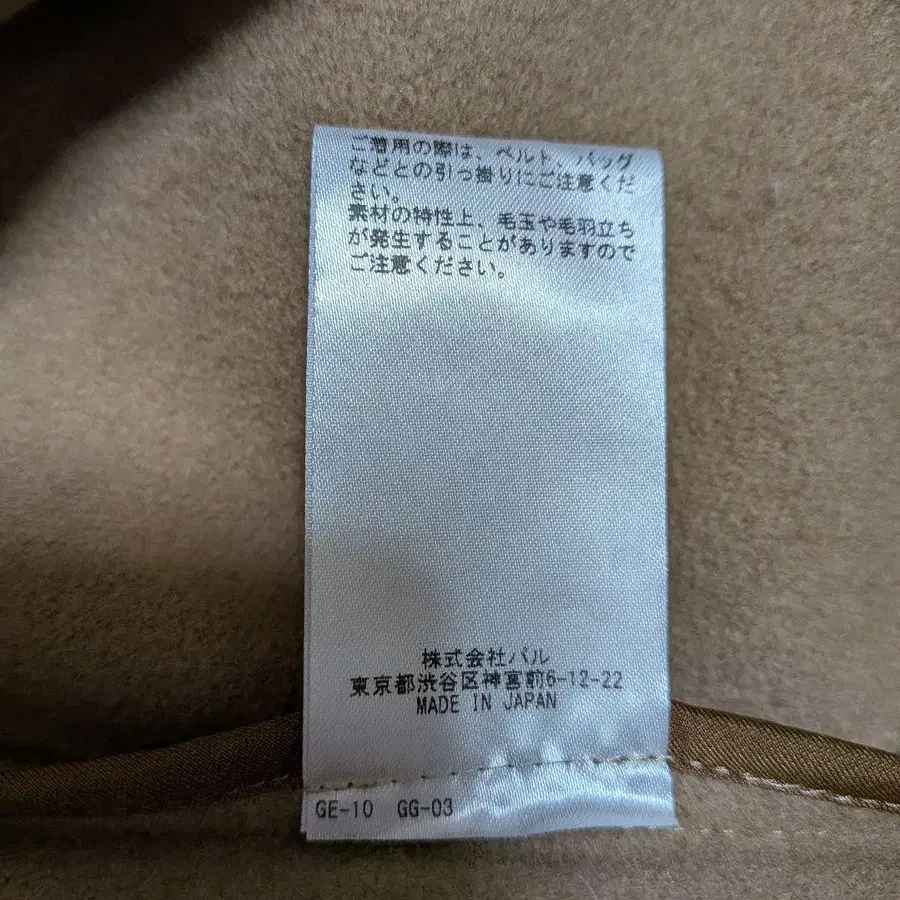 ご着用の際は、ベルト、バッグ
などとの引っ掛りにご注意くだ
さい。
素材の特性上、毛玉や毛羽立ち
が発生することがありますので
ご注意ください。
株式会社パル
東京都渋谷区神宮前6-12-22
MADE IN JAPAN
GE-10 GG-03